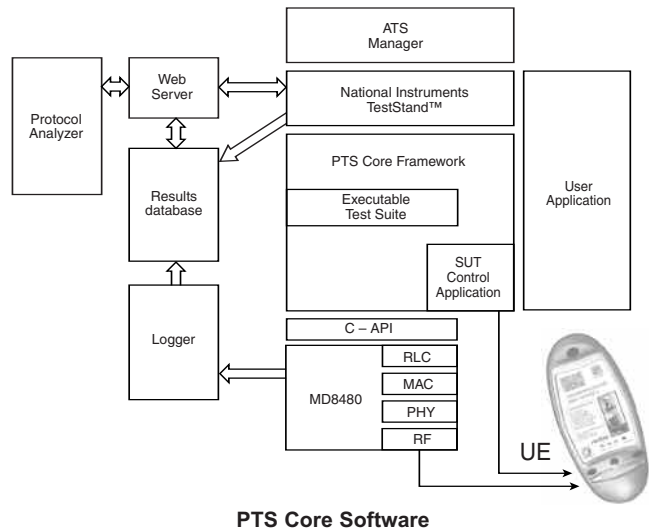 ATS
Manager
Web
Server
National Instruments
TestStand™
Protocol
Analyzer
PTS Core Framework
Results
database
Executable
Test Suite
User
Application
SUT
Control
Application
Logger
C – API
MD8480
RLC
MAC
PHY
RF
UE
PTS Core Software